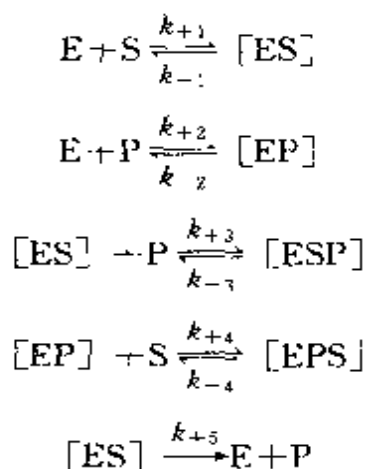 E + S ⇌ [ES] k₊₁ k₋₁
E + P ⇌ [EP] k₊₂ k₋₂
[ES] + P ⇌ [ESP] k₊₃ k₋₃
[EP] + S ⇌ [EPS] k₊₄ k₋₄
[ES] → E + P k₊₅